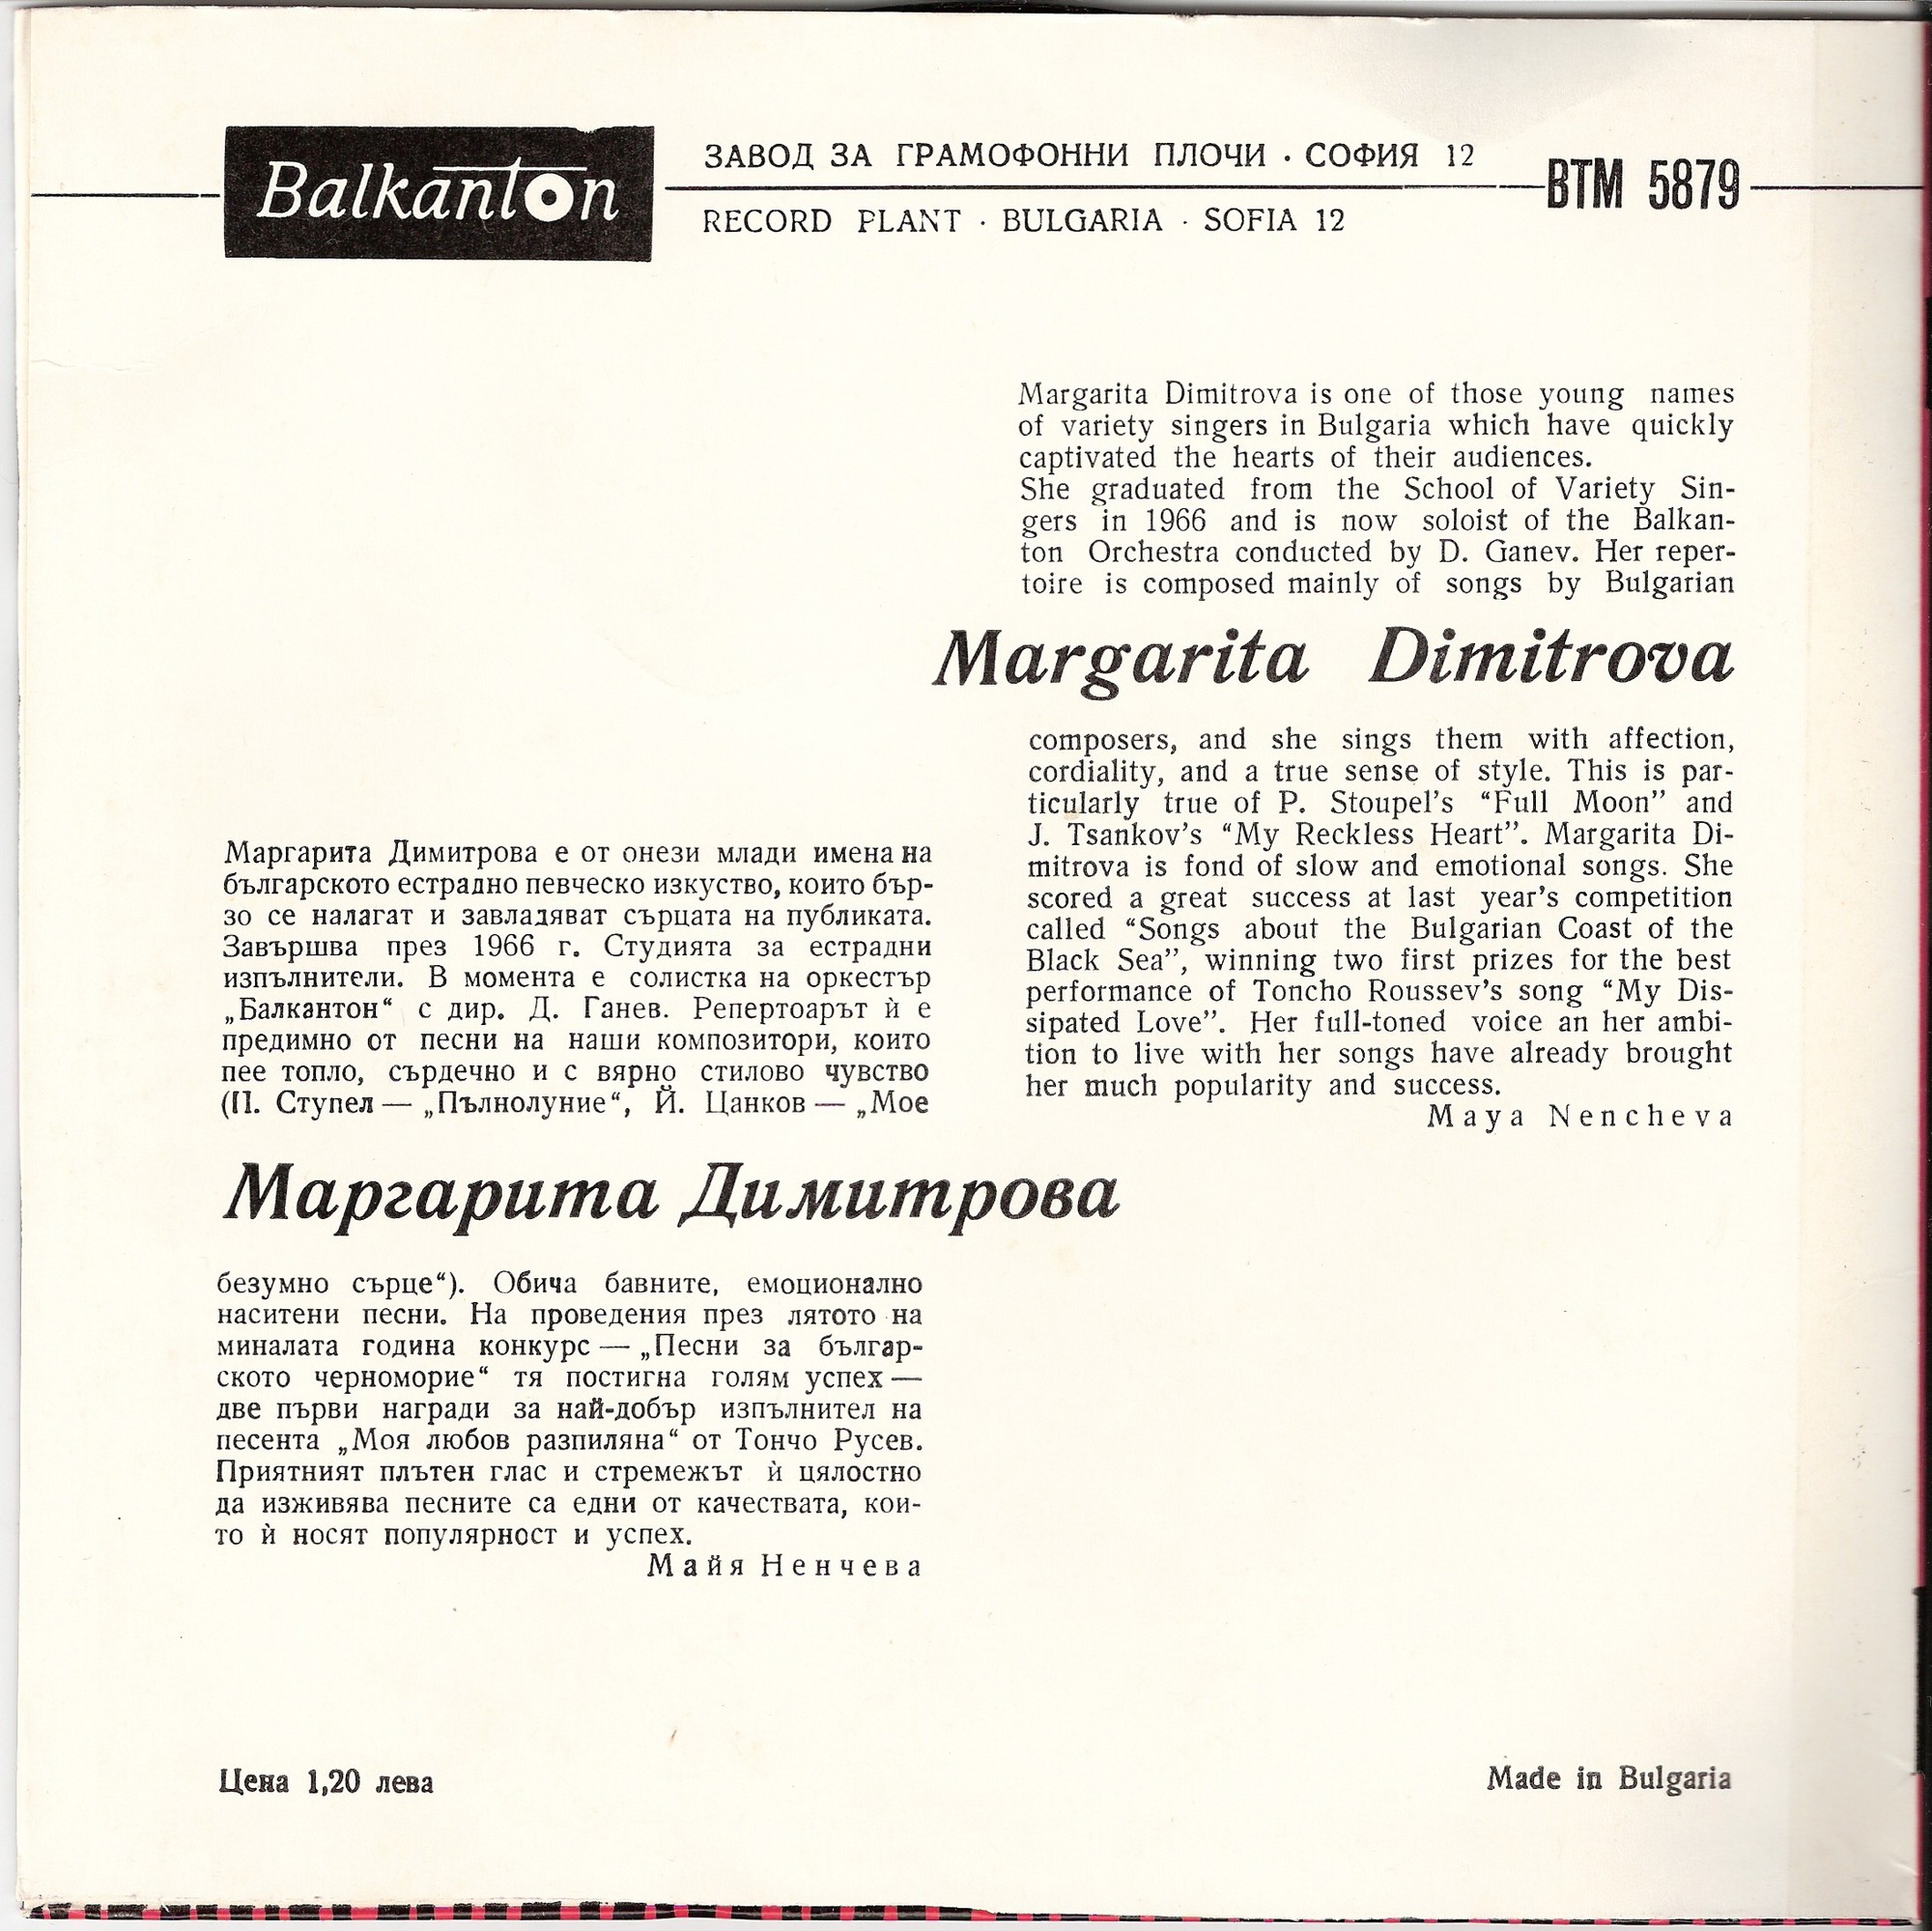 Balkanton
ЗАВОД ЗА ГРАМОФОННИ ПЛОЧИ · СОФИЯ 12
RECORD PLANT · BULGARIA · SOFIA 12
ВТМ 5879
Margarita Dimitrova is one of those young names
of variety singers in Bulgaria which have quickly
captivated the hearts of their audiences.
She graduated from the School of Variety Sin-
gers in 1966 and is now soloist of the Balkan-
ton Orchestra conducted by D. Ganev. Her reper-
toire is composed mainly of songs by Bulgarian
Margarita Dimitrova
composers, and she sings them with affection,
cordiality, and a true sense of style. This is par-
ticularly true of P. Stoupel's “Full Moon” and
J. Tsankov's “My Reckless Heart”. Margarita Di-
mitrova is fond of slow and emotional songs. She
scored a great success at last year's competition
called “Songs about the Bulgarian Coast of the
Black Sea”, winning two first prizes for the best
performance of Toncho Roussev's song “My Dis-
sipated Love”. Her full-toned voice an her ambi-
tion to live with her songs have already brought
her much popularity and success.
Maya Nencheva
Маргарита Димитрова е от онези млади имена на
българското естрадно певческо изкуство, които бър-
зо се налагат и завладяват сърцата на публиката.
Завършва през 1966 г. Студията за естрадни
изпълнители. В момента е солистка на оркестър
„Балкантон“ с дир. Д. Ганев. Репертоарът ѝ е
предимно от песни на наши композитори, които
пее топло, сърдечно и с вярно стилово чувство
(П. Ступел — „Пълнолуние“, Й. Цанков — „Мое
Маргарита Димитрова
безумно сърце“). Обича бавните, емоционално
наситени песни. На проведения през лятото на
миналата година конкурс — „Песни за българ-
ското черноморие“ тя постигна голям успех —
две първи награди за най-добър изпълнител на
песента „Моя любов разпиляна“ от Тончо Русев.
Приятният плътен глас и стремежът ѝ цялостно
да изживява песните са едни от качествата, кои-
то ѝ носят популярност и успех.
Майя Ненчева
Цена 1,20 лева
Made in Bulgaria